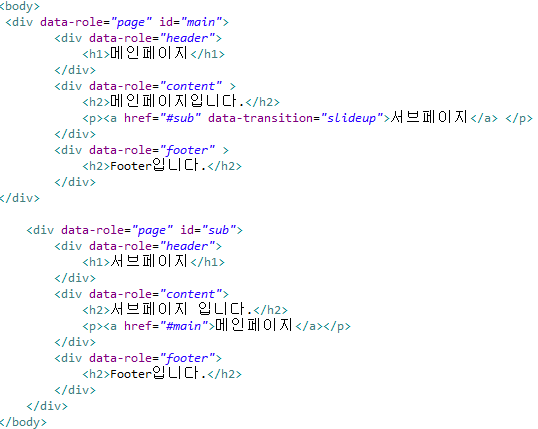 <body>
<div data-role="page" id="main">
<div data-role="header">
<h1>메인페이지</h1>
</div>
<div data-role="content" >
<h2>메인페이지입니다.</h2>
<p><a href="#sub" data-transition="slideup">서브페이지</a> </p>
</div>
<div data-role="footer" >
<h2>Footer입니다.</h2>
</div>
</div>
<div data-role="page" id="sub">
<div data-role="header">
<h1>서브페이지</h1>
</div>
<div data-role="content">
<h2>서브페이지 입니다.</h2>
<p><a href="#main">메인페이지</a></p>
</div>
<div data-role="footer">
<h2>Footer입니다.</h2>
</div>
</div>
</body>